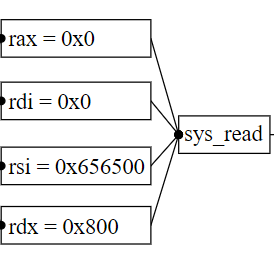 rax = 0x0
rdi = 0x0
rsi = 0x656500
rdx = 0x800
sys_read